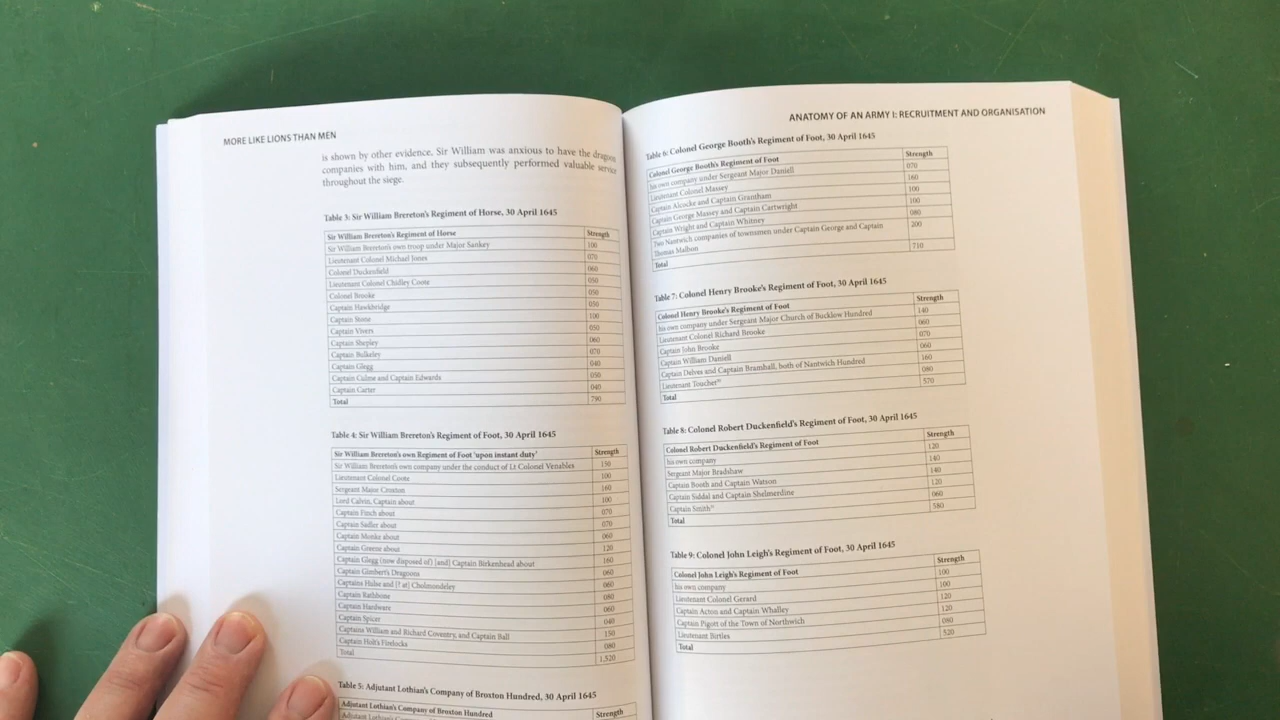 MORE LIKE LIONS THAN MEN
is shown by other evidence. Sir William was anxious to have the dragoon
companies with him, and they subsequently performed valuable service
throughout the siege.
Table 3: Sir William Brereton's Regiment of Horse, 30 April 1645
Sir William Brereton's Regiment of Horse Strength
Sir William Brereton's own troop under Major Sankey 100
Lieutenant Colonel Michael Jones 070
Colonel Duckenfield 060
Lieutenant Colonel Chidley Coote 050
Colonel Brooke 050
Captain Hawkbridge 050
Captain Stone 100
Captain Vivers 050
Captain Shepley 060
Captain Bulkeley 070
Captain Glegg 040
Captain Culme and Captain Edwards 050
Captain Carter 040
Total 790
Table 4: Sir William Brereton's Regiment of Foot, 30 April 1645
Sir William Brereton's own Regiment of Foot 'upon instant duty' Strength
Sir William Brereton's own company under the conduct of Lt Colonel Venables 150
Lieutenant Colonel Coote 100
Sergeant Major Croxton 160
Lord Calvin, Captain about 100
Captain Finch about 070
Captain Sadler about 070
Captain Monke about 060
Captain Greene about 120
Captain Glegg [now disposed of] [and] Captain Birkenhead about 160
Captain Gimbert's Dragoons 060
Captains Halse and [? at] Cholmondeley 060
Captain Rathbone 080
Captain Hardware 060
Captain Spicer 040
Captains William and Richard Coventry, and Captain Ball 150
Captain Holt's Firelocks 080
Total 1,520
Table 5: Adjutant Lothian's Company of Broxton Hundred, 30 April 1645
Adjutant Lothian's Company of Broxton Hundred Strength
ANATOMY OF AN ARMY I: RECRUITMENT AND ORGANISATION
Table 6: Colonel George Booth's Regiment of Foot, 30 April 1645
Colonel George Booth's Regiment of Foot Strength
his own company under Sergeant Major Daniell 070
Lieutenant Colonel Massey 160
Captain Alcocke and Captain Grantham 100
Captain George Massey and Captain Cartwright 100
Captain Wright and Captain Whitney 080
Two Nantwich companies of townsmen under Captain George and Captain 200
Thomas Malbon
Total 710
Table 7: Colonel Henry Brooke's Regiment of Foot, 30 April 1645
Colonel Henry Brooke's Regiment of Foot Strength
his own company under Sergeant Major Church of Bucklow Hundred 140
Lieutenant Colonel Richard Brooke 060
Captain John Brooke 070
Captain William Daniell 060
Captain Delves and Captain Bramhall, both of Nantwich Hundred 160
Lieutenant Touchet 080
Total 570
Table 8: Colonel Robert Duckenfield's Regiment of Foot, 30 April 1645
Colonel Robert Duckenfield's Regiment of Foot Strength
his own company 120
Sergeant Major Bradshaw 140
Captain Booth and Captain Watson 140
Captain Siddal and Captain Shelmerdine 120
Captain Smith 060
Total 580
Table 9: Colonel John Leigh's Regiment of Foot, 30 April 1645
Colonel John Leigh's Regiment of Foot Strength
his own company 100
Lieutenant Colonel Gerard 100
Captain Acton and Captain Whalley 120
Captain Pigott of the Town of Northwich 120
Lieutenant Birtles 080
Total 520